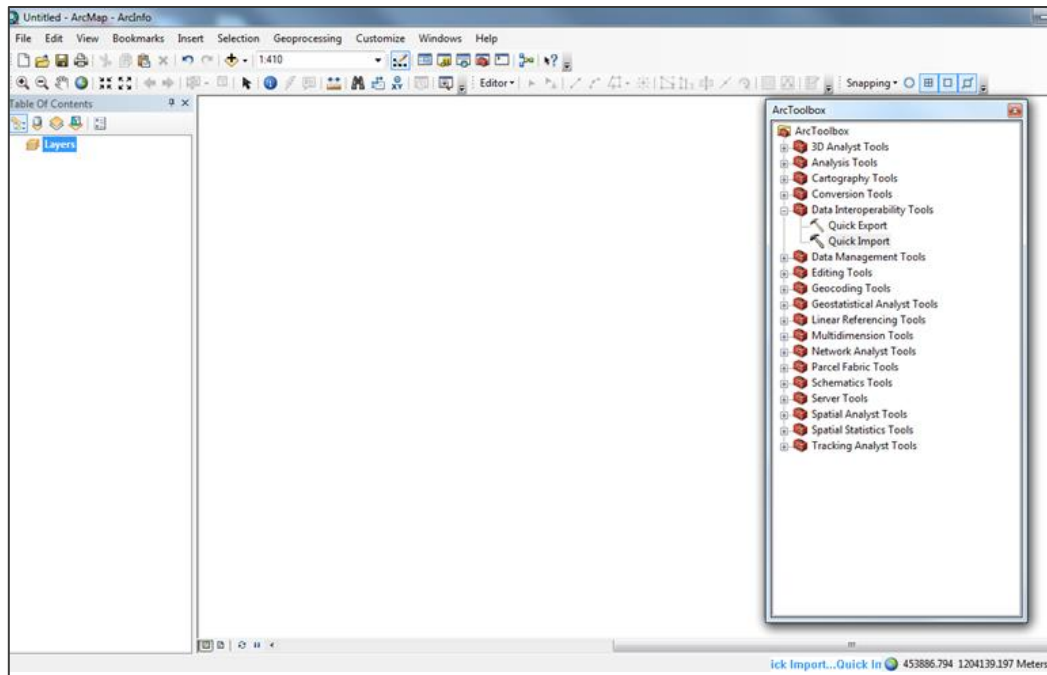 Untitled - ArcMap - ArcInfo
File Edit View Bookmarks Insert Selection Geoprocessing Customize Windows Help
1:410
Editor
Snapping
Table Of Contents
Layers
ArcToolbox
ArcToolbox
3D Analyst Tools
Analysis Tools
Cartography Tools
Conversion Tools
Data Interoperability Tools
Quick Export
Quick Import
Data Management Tools
Editing Tools
Geocoding Tools
Geostatistical Analyst Tools
Linear Referencing Tools
Multidimension Tools
Network Analyst Tools
Parcel Fabric Tools
Schematics Tools
Server Tools
Spatial Analyst Tools
Spatial Statistics Tools
Tracking Analyst Tools
ick Import...Quick In 453886.794 1204139.197 Meters